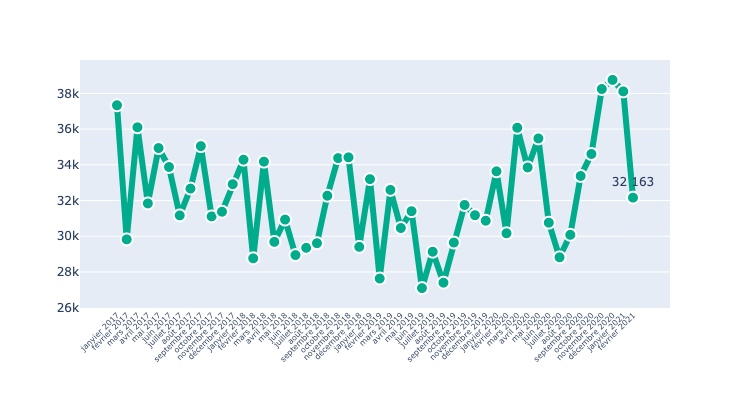 38k
36k
34k
32k
30k
28k
26k
32 163
janvier 2017
février 2017
mars 2017
avril 2017
mai 2017
juin 2017
juillet 2017
août 2017
septembre 2017
octobre 2017
novembre 2017
décembre 2017
janvier 2018
février 2018
mars 2018
avril 2018
mai 2018
juin 2018
juillet 2018
août 2018
septembre 2018
octobre 2018
novembre 2018
décembre 2018
janvier 2019
février 2019
mars 2019
avril 2019
mai 2019
juin 2019
juillet 2019
août 2019
septembre 2019
octobre 2019
novembre 2019
décembre 2019
janvier 2020
février 2020
mars 2020
avril 2020
mai 2020
juin 2020
juillet 2020
août 2020
septembre 2020
octobre 2020
novembre 2020
décembre 2020
janvier 2021
février 2021